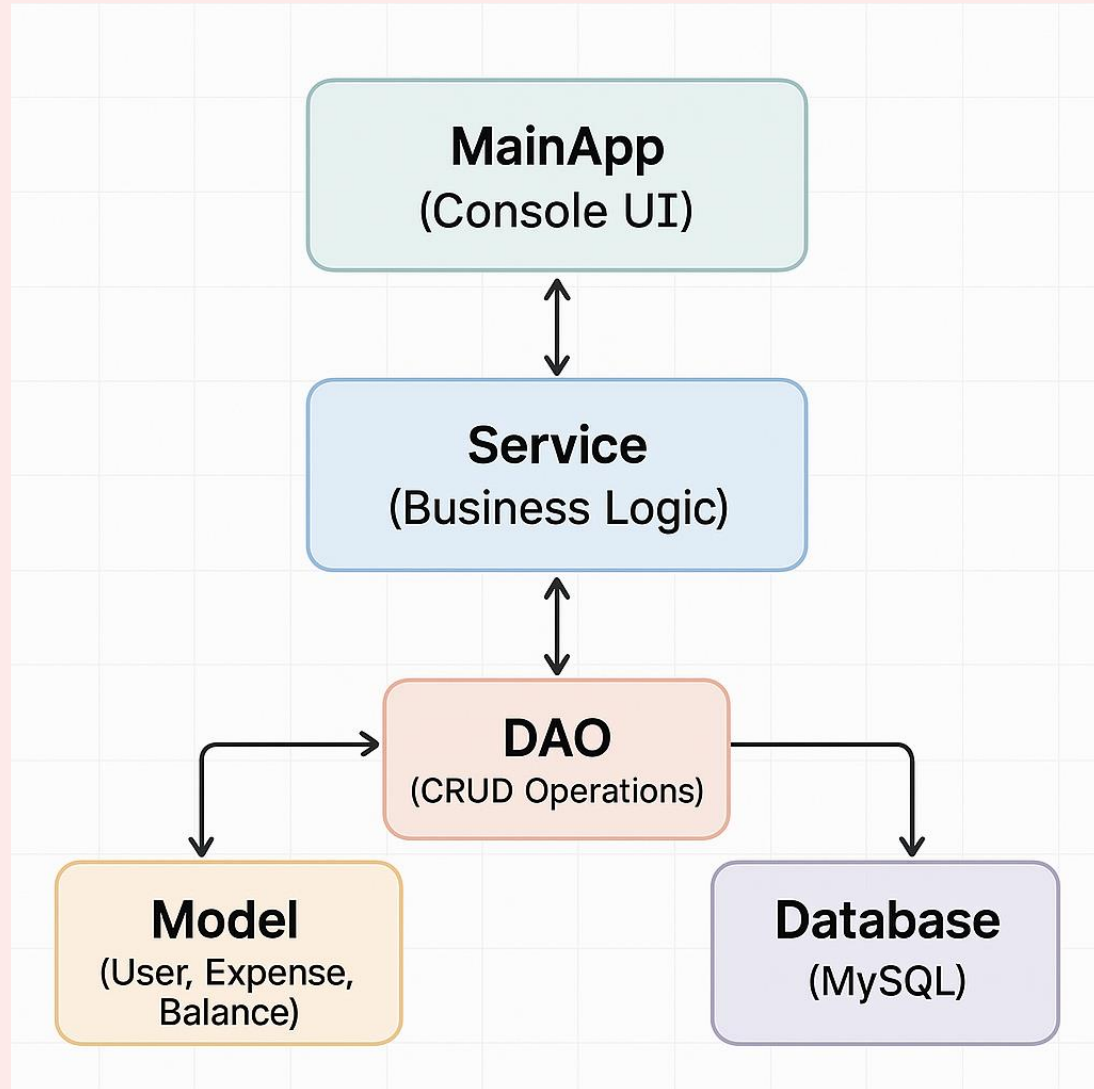 MainApp
(Console UI)
Service
(Business Logic)
DAO
(CRUD Operations)
Model
(User, Expense,
Balance)
Database
(MySQL)